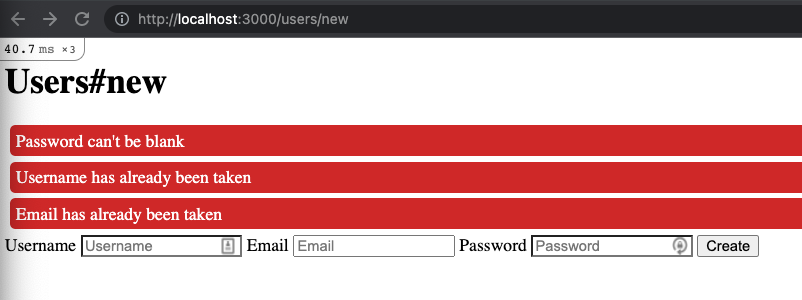 http://localhost:3000/users/new
40.7 ms ×3
Users#new
Password can't be blank
Username has already been taken
Email has already been taken
Username Username Email Email Password Password Create